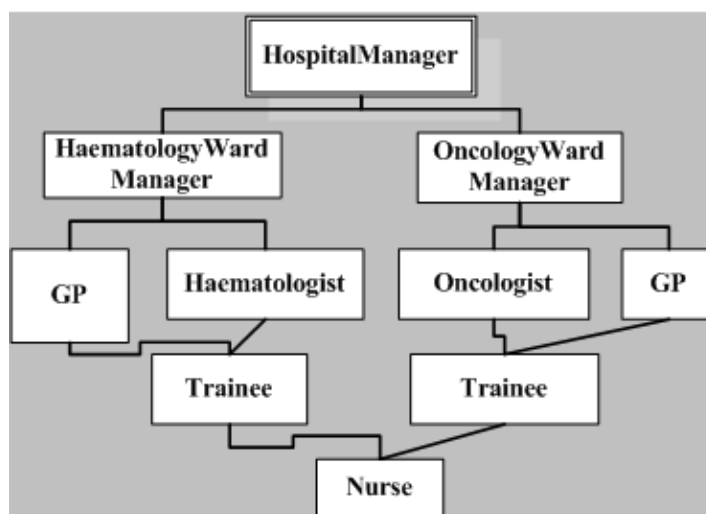 HospitalManager
HaematologyWard
Manager
OncologyWard
Manager
GP
Haematologist
Oncologist
GP
Trainee
Trainee
Nurse